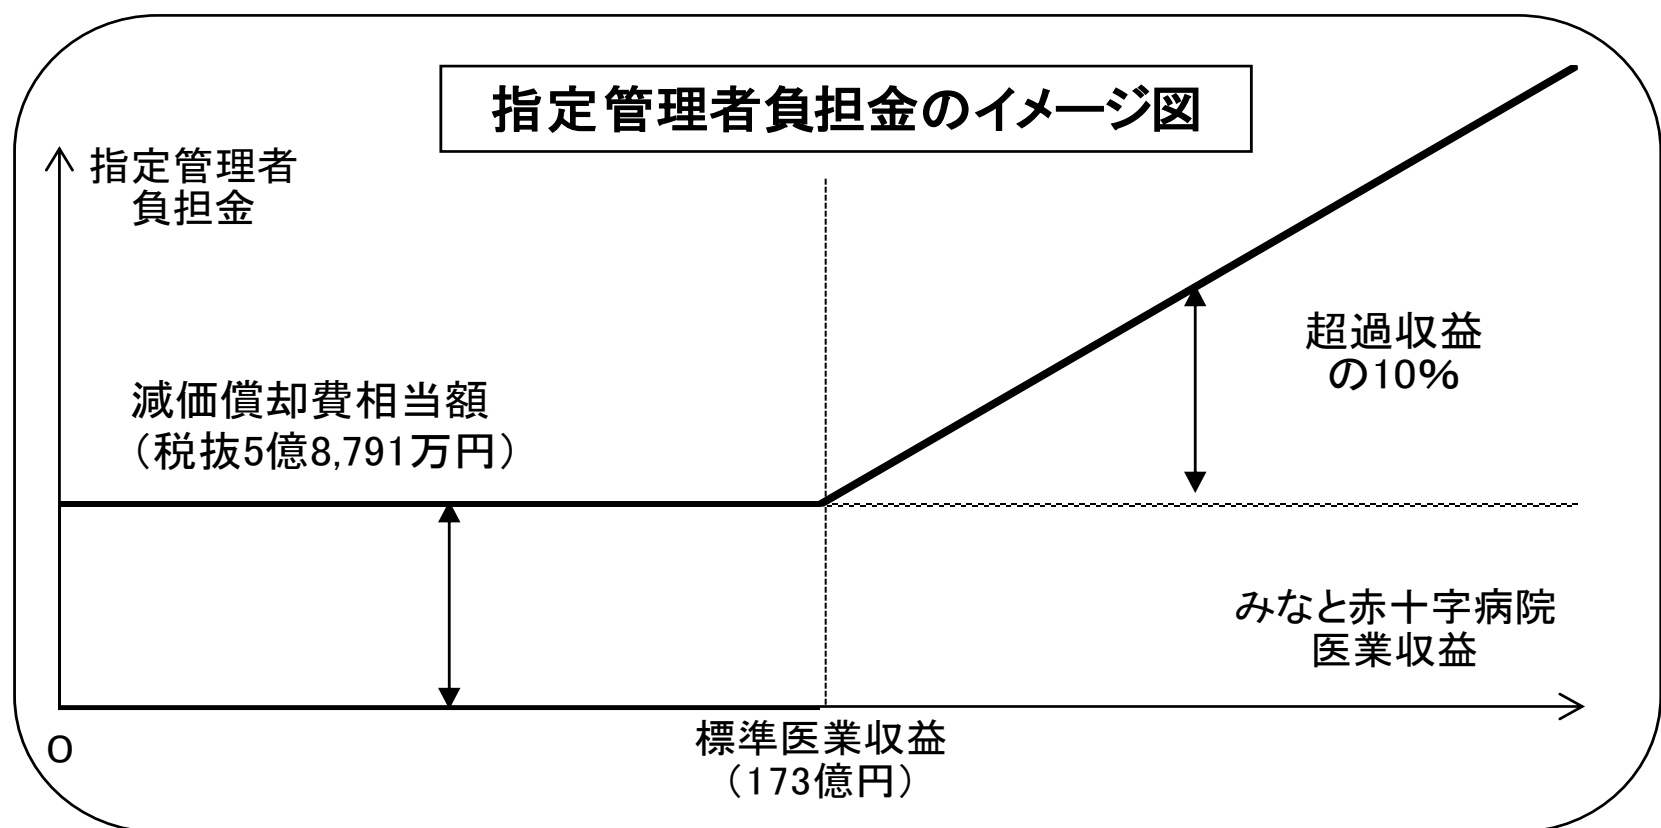 指定管理者負担金のイメージ図
指定管理者
負担金
減価償却費相当額
（税抜5億8,791万円）
超過収益
の10％
みなと赤十字病院
医業収益
0
標準医業収益
（173億円）